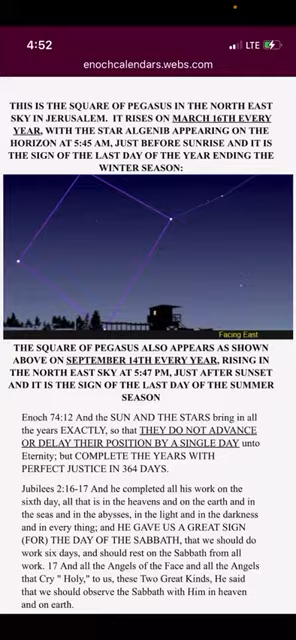 4:52
LTE
enochcalendars.webs.com
THIS IS THE SQUARE OF PEGASUS IN THE NORTH EAST
SKY IN JERUSALEM. IT RISES ON MARCH 16TH EVERY
YEAR, WITH THE STAR ALGENIB APPEARING ON THE
HORIZON AT 5:45 AM, JUST BEFORE SUNRISE AND IT IS
THE SIGN OF THE LAST DAY OF THE YEAR ENDING THE
WINTER SEASON:
Facing East
THE SQUARE OF PEGASUS ALSO APPEARS AS SHOWN
ABOVE ON SEPTEMBER 14TH EVERY YEAR, RISING IN
THE NORTH EAST SKY AT 5:47 PM, JUST AFTER SUNSET
AND IT IS THE SIGN OF THE LAST DAY OF THE SUMMER
SEASON
Enoch 74:12 And the SUN AND THE STARS bring in all
the years EXACTLY, so that THEY DO NOT ADVANCE
OR DELAY THEIR POSITION BY A SINGLE DAY unto
Eternity; but COMPLETE THE YEARS WITH
PERFECT JUSTICE IN 364 DAYS.
Jubilees 2:16-17 And he completed all his work on the
sixth day, all that is in the heavens and on the earth and in
the seas and in the abysses, in the light and in the darkness
and in every thing; and HE GAVE US A GREAT SIGN
(FOR) THE DAY OF THE SABBATH, that we should do
work six days, and should rest on the Sabbath from all
work. 17 And all the Angels of the Face and all the Angels
that Cry " Holy," to us, these Two Great Kinds, He said
that we should observe the Sabbath with Him in heaven
and on earth.